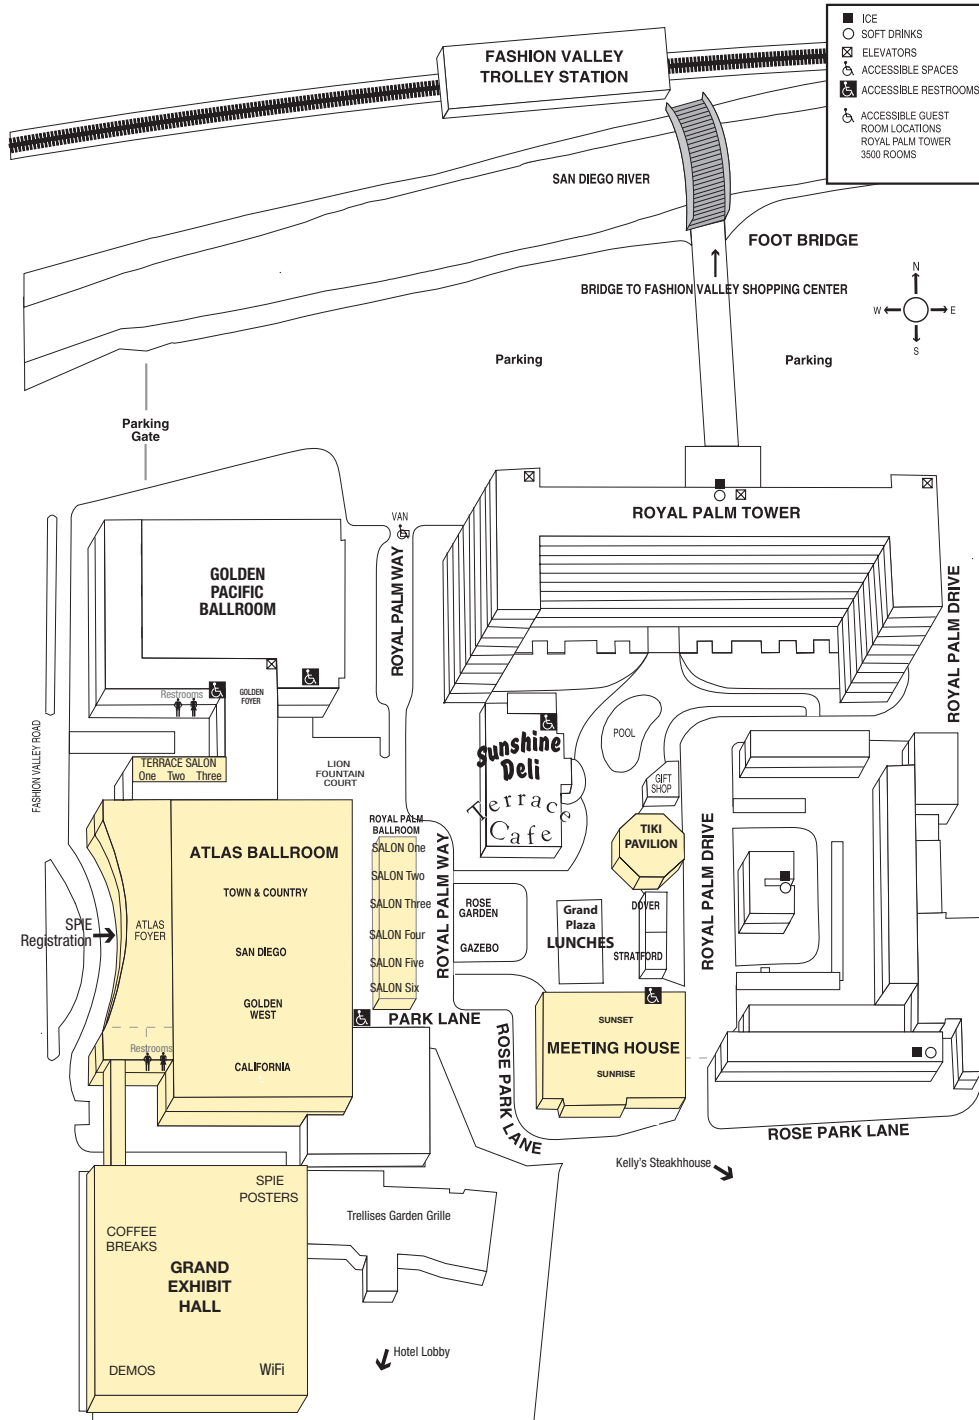 FASHION VALLEY
TROLLEY STATION
ICE
SOFT DRINKS
ELEVATORS
ACCESSIBLE SPACES
ACCESSIBLE RESTROOMS
ACCESSIBLE GUEST
ROOM LOCATIONS
ROYAL PALM TOWER
3500 ROOMS
SAN DIEGO RIVER
FOOT BRIDGE
BRIDGE TO FASHION VALLEY SHOPPING CENTER
N
W
E
S
Parking
Parking
Parking
Gate
ROYAL PALM TOWER
VAN
ROYAL PALM WAY
GOLDEN
PACIFIC
BALLROOM
ROYAL PALM DRIVE
Restrooms
GOLDEN
FOYER
FASHION VALLEY ROAD
TERRACE SALON
One Two Three
LION
FOUNTAIN
COURT
Sunshine
Deli
Terrace
Cafe
POOL
GIFT
SHOP
TIKI
PAVILION
ROYAL PALM
BALLROOM
SALON One
SALON Two
SALON Three
SALON Four
SALON Five
SALON Six
ROYAL PALM WAY
ATLAS BALLROOM
TOWN & COUNTRY
SAN DIEGO
GOLDEN
WEST
CALIFORNIA
SPIE
Registration
ATLAS
FOYER
Restrooms
ROSE
GARDEN
GAZEBO
Grand
Plaza
LUNCHES
DOVER
STRATFORD
ROYAL PALM DRIVE
PARK LANE
ROSE PARK LANE
SUNSET
MEETING HOUSE
SUNRISE
ROSE PARK LANE
Kelly's Steakhhouse
SPIE
POSTERS
COFFEE
BREAKS
GRAND
EXHIBIT
HALL
DEMOS
WiFi
Trellises Garden Grille
Hotel Lobby